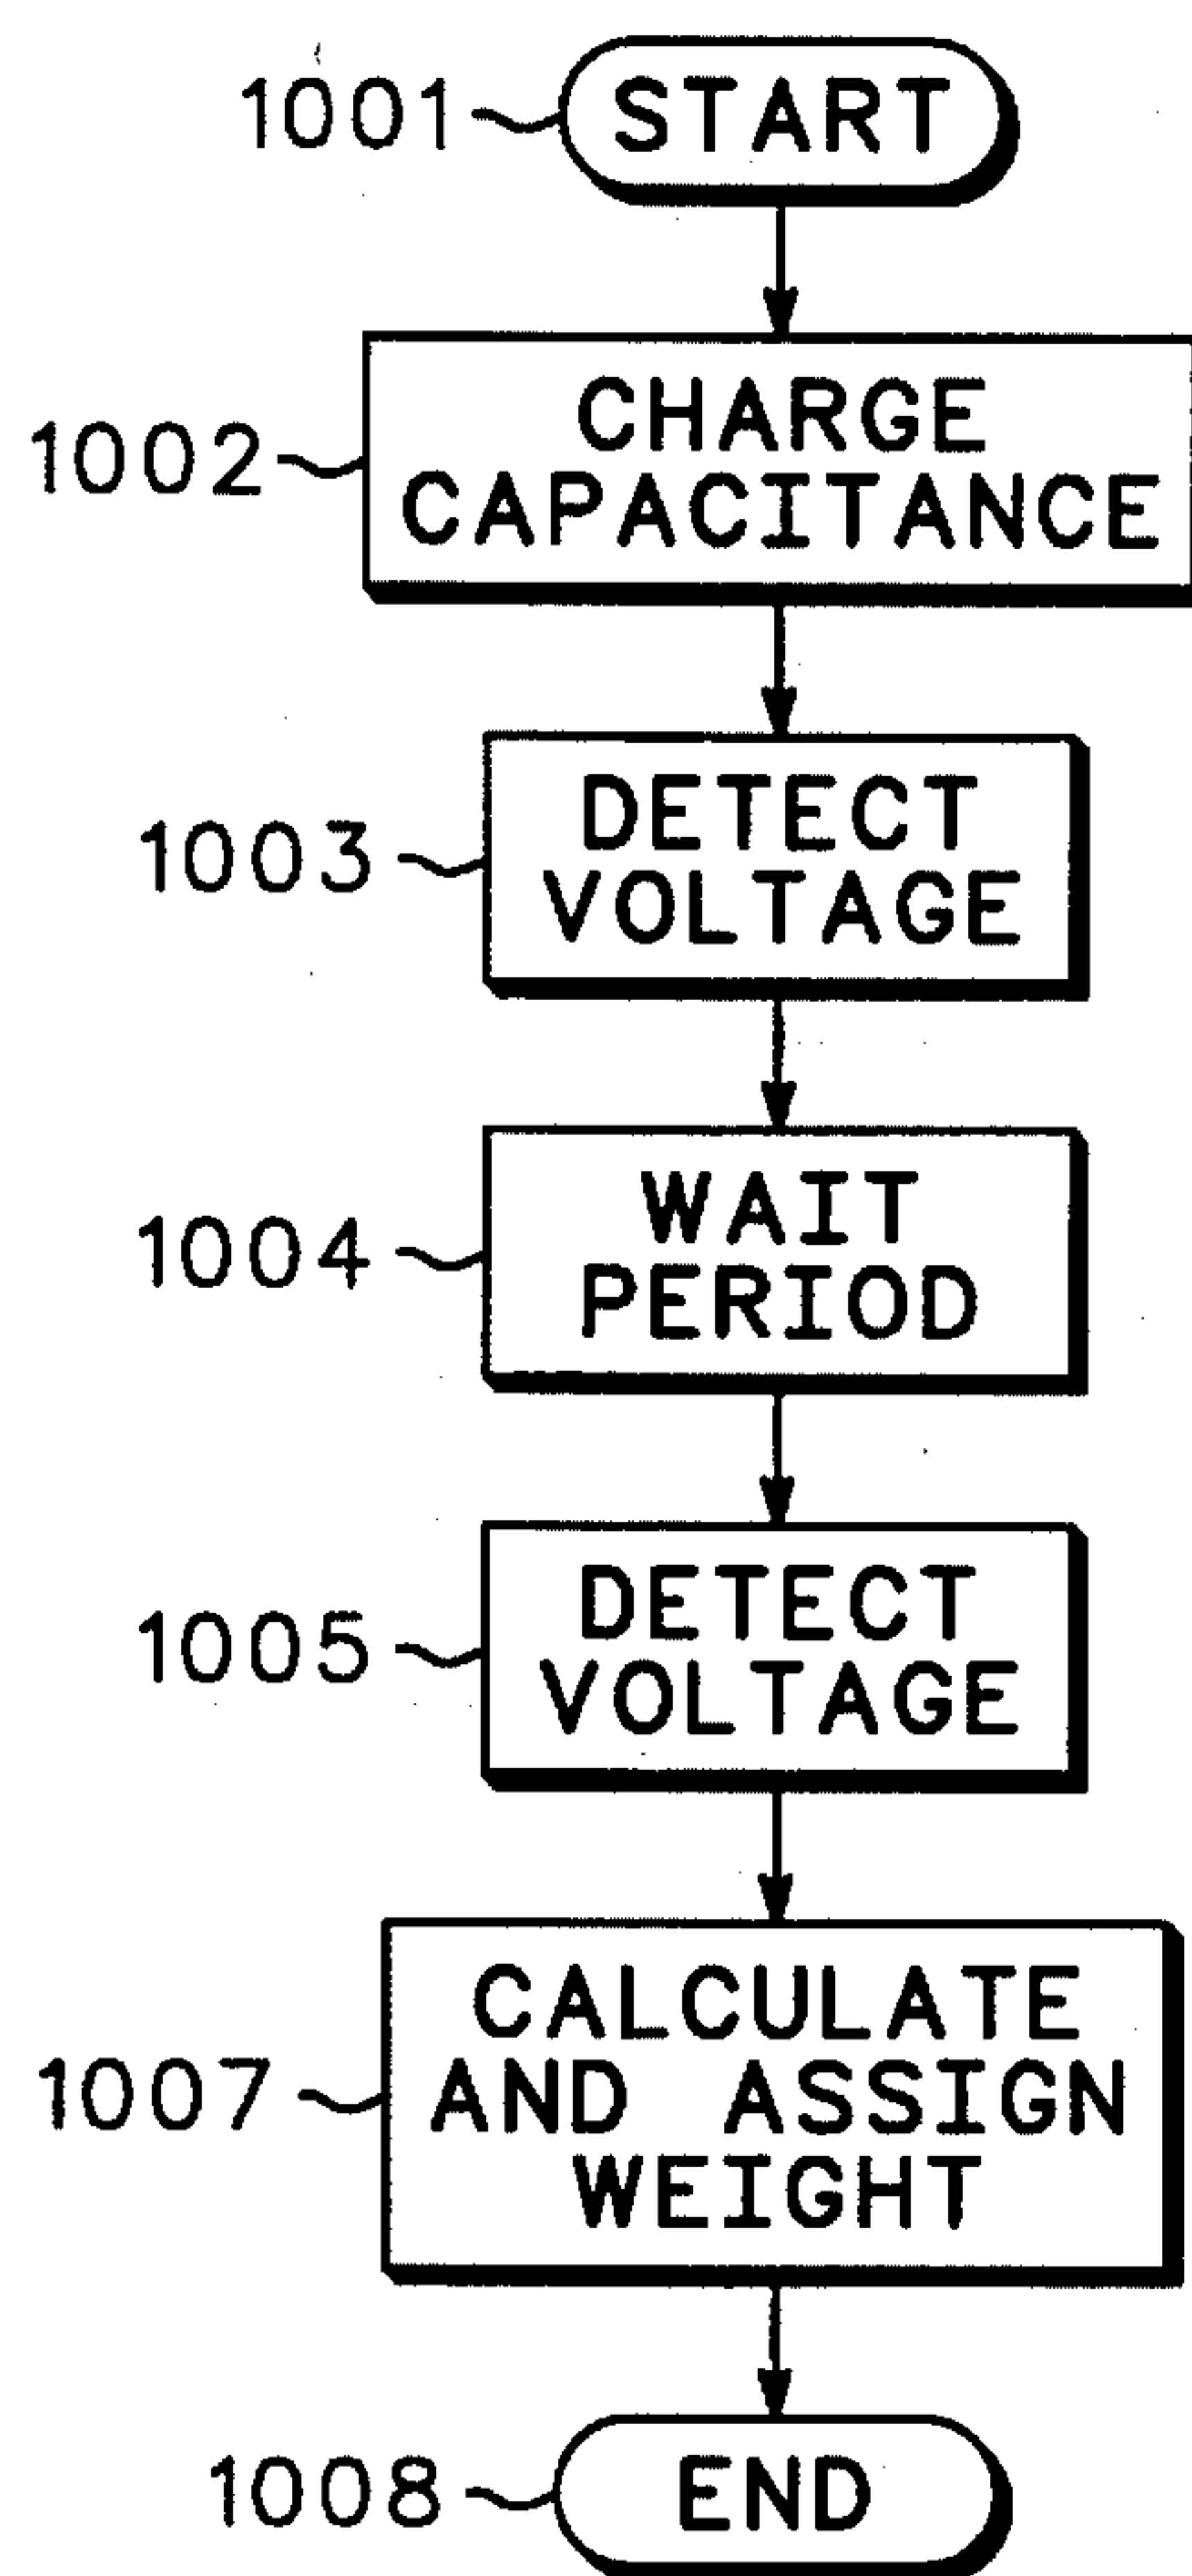 1001 START
1002 CHARGE
CAPACITANCE
1003 DETECT
VOLTAGE
1004 WAIT
PERIOD
1005 DETECT
VOLTAGE
1007 CALCULATE
AND ASSIGN
WEIGHT
1008 END